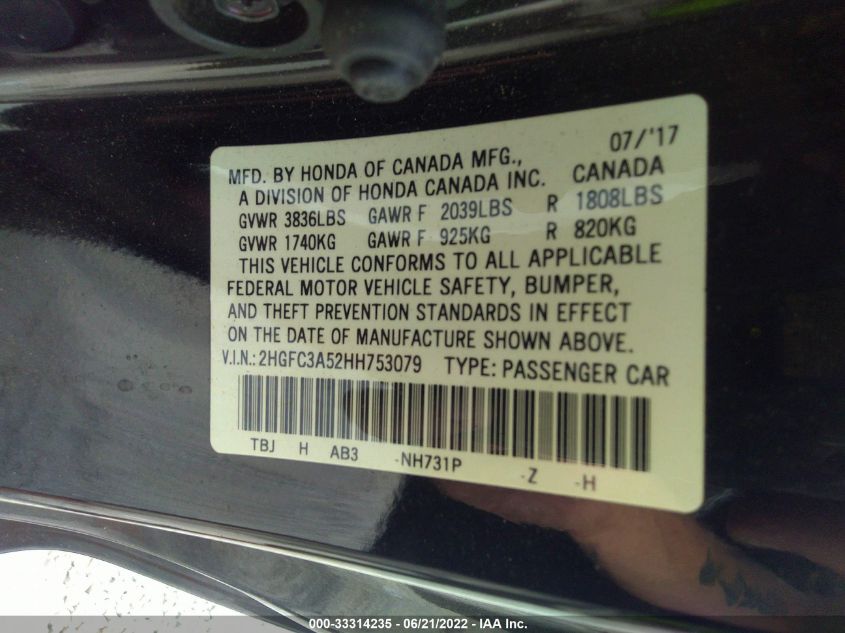 07/'17
MFD. BY HONDA OF CANADA MFG.,
A DIVISION OF HONDA CANADA INC. CANADA
GVWR 3836LBS GAWR F 2039LBS R 1808LBS
GVWR 1740KG GAWR F 925KG R 820KG
THIS VEHICLE CONFORMS TO ALL APPLICABLE
FEDERAL MOTOR VEHICLE SAFETY, BUMPER,
AND THEFT PREVENTION STANDARDS IN EFFECT
ON THE DATE OF MANUFACTURE SHOWN ABOVE.
V.I.N.: 2HGFC3A52HH753079 TYPE: PASSENGER CAR
TBJ H AB3 -NH731P -Z -H
000-33314235 - 06/21/2022 - IAA Inc.